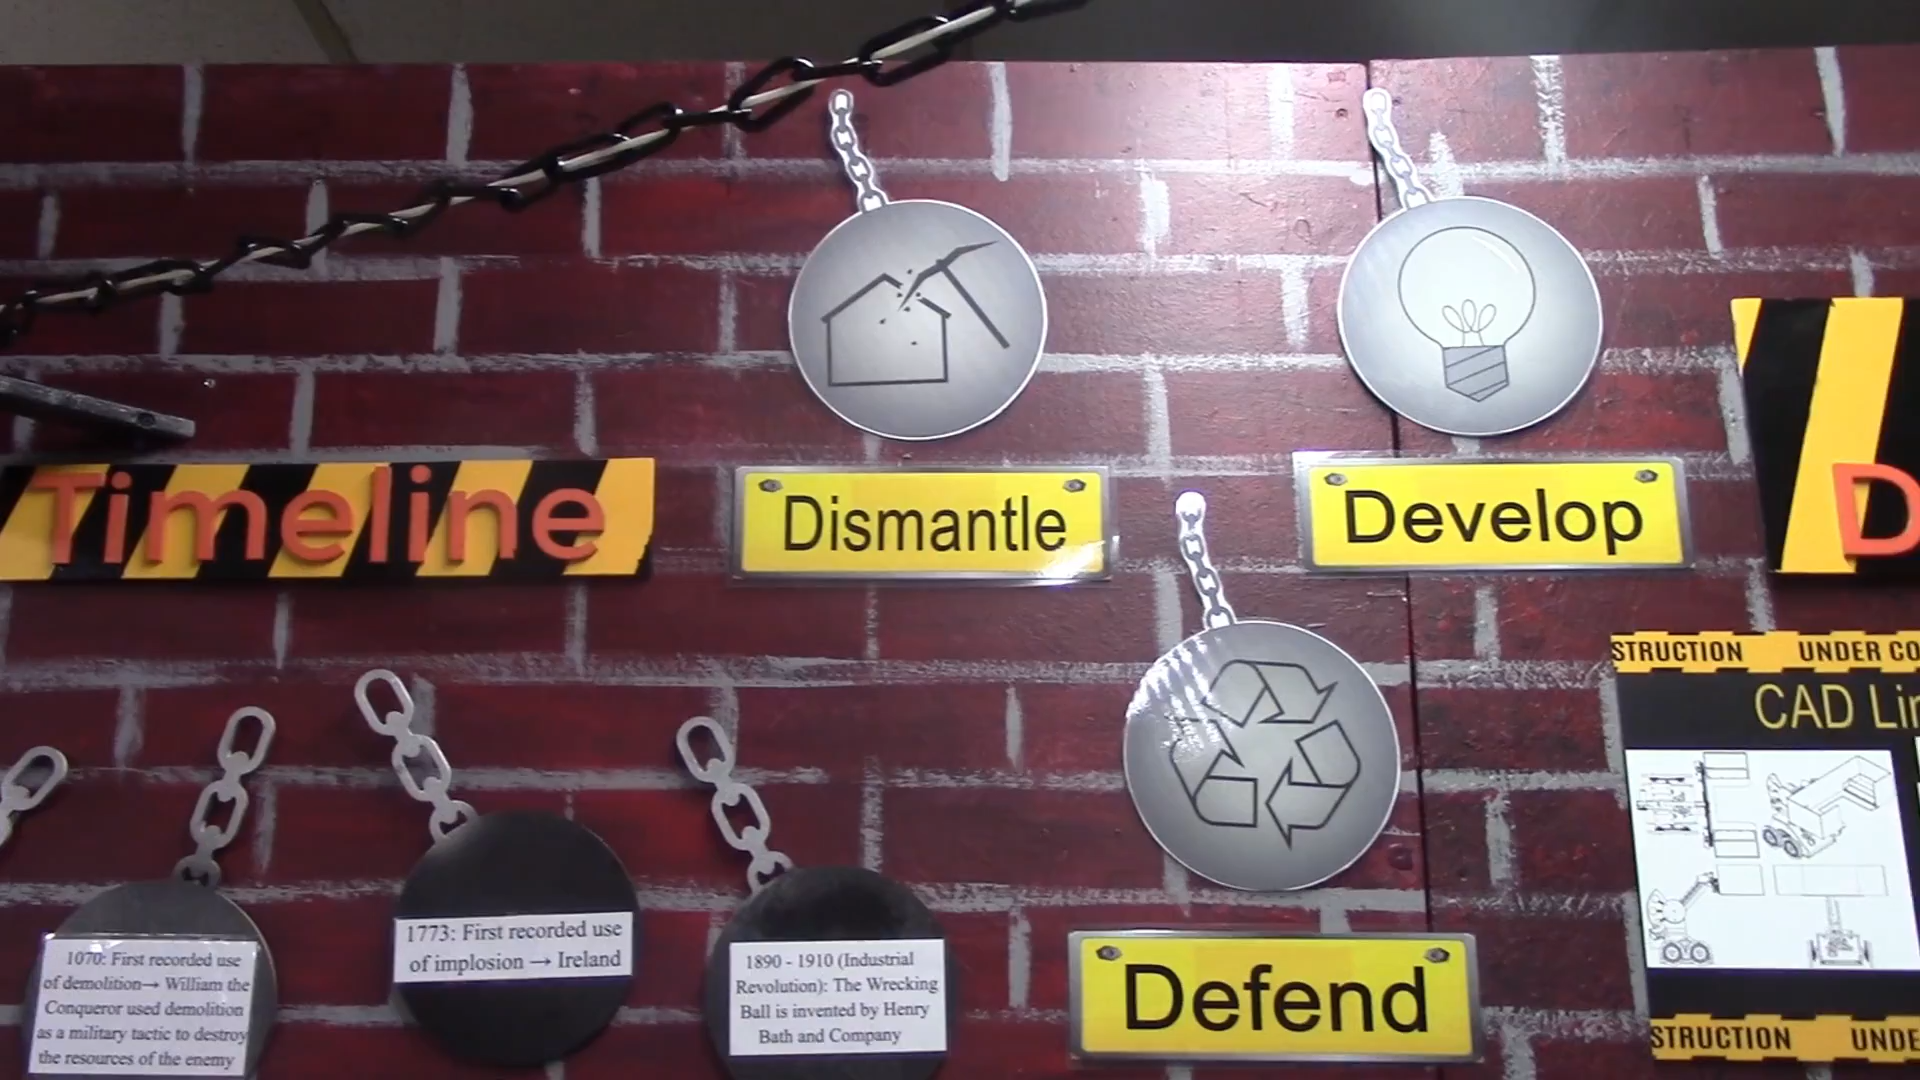 Timeline
Dismantle
Develop
D
STRUCTION UNDER CO
CAD Lin
1070: First recorded use
of demolition→ William the
Conqueror used demolition
as a military tactic to destroy
the resources of the enemy
1773: First recorded use
of implosion → Ireland
1890 - 1910 (Industrial
Revolution): The Wrecking
Ball is invented by Henry
Bath and Company
Defend
STRUCTION UNDE